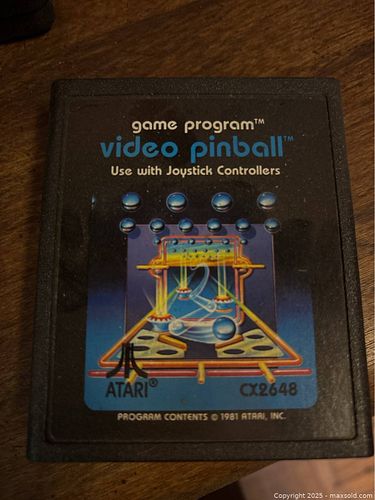 game program™
video pinball™
Use with Joystick Controllers
ATARI® CX2648
PROGRAM CONTENTS © 1981 ATARI, INC.
Copyright 2025 - maxsold.com